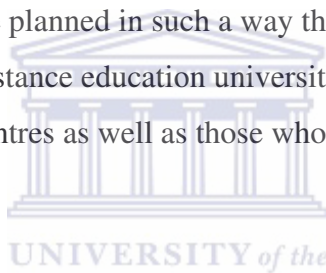 planned in such a way th
stance education universit
ntres as well as those who
UNIVERSITY of the